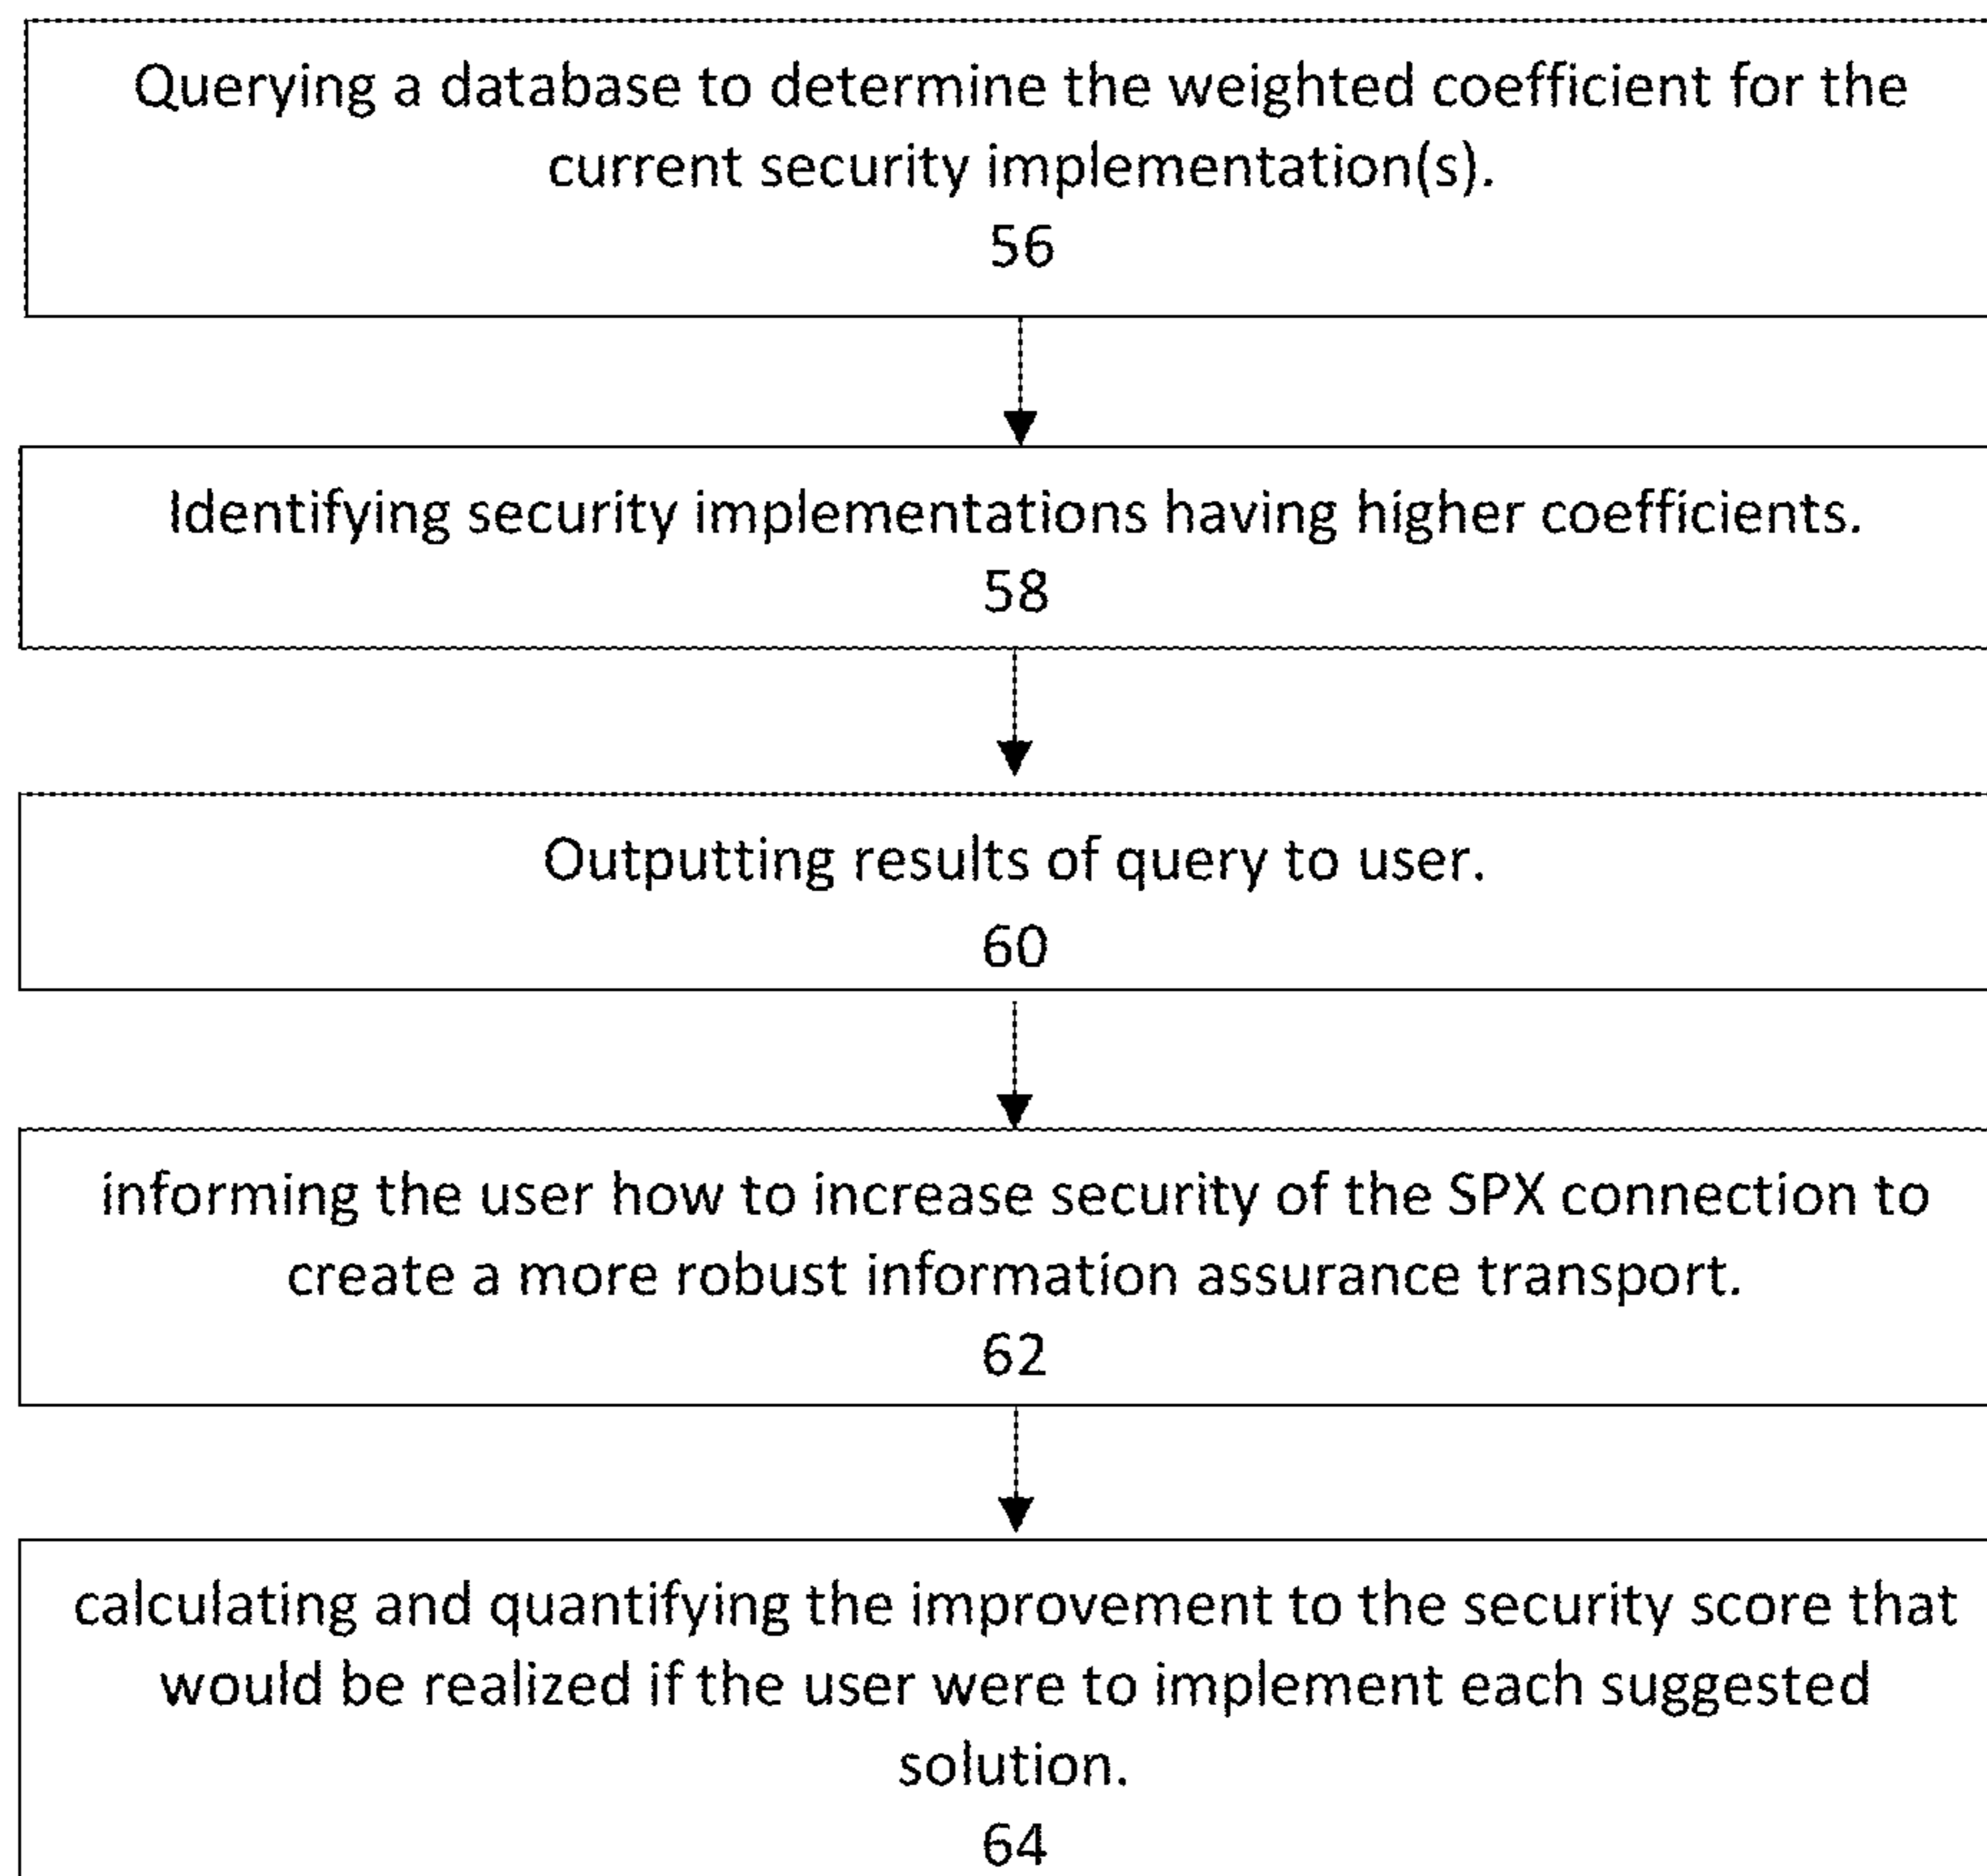 Querying a database to determine the weighted coefficient for the
current security implementation(s).
56
Identifying security implementations having higher coefficients.
58
Outputting results of query to user.
60
informing the user how to increase security of the SPX connection to
create a more robust information assurance transport.
62
calculating and quantifying the improvement to the security score that
would be realized if the user were to implement each suggested
solution.
64